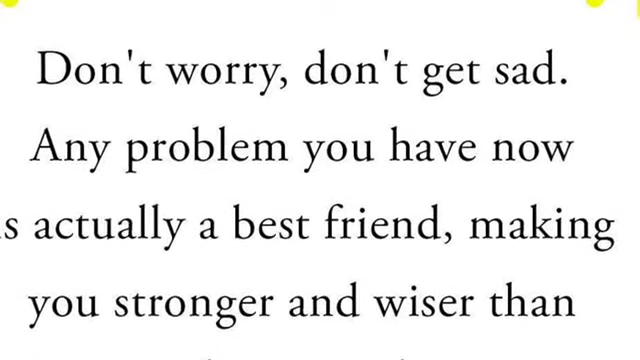 Don't worry, don't get sad.
Any problem you have now
is actually a best friend, making
you stronger and wiser than